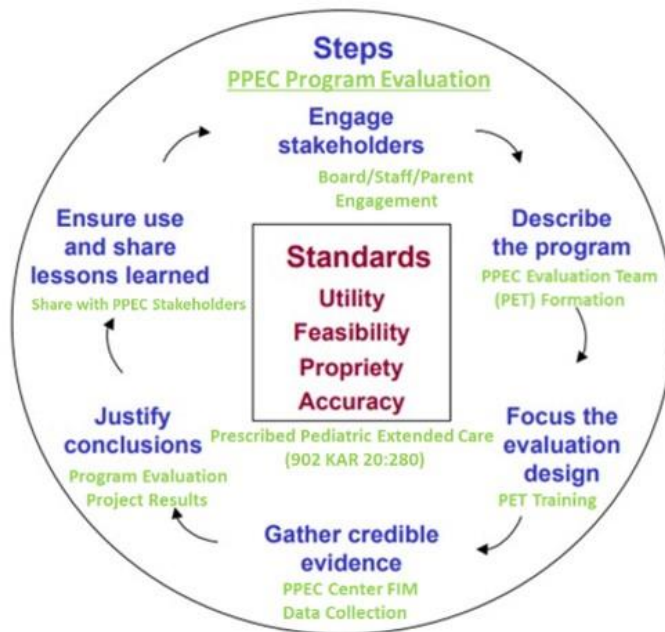 Steps
PPEC Program Evaluation
Engage
stakeholders
Board/Staff/Parent
Engagement
Describe
the program
PPEC Evaluation Team
(PET) Formation
Focus the
evaluation
design
PET Training
Gather credible
evidence
PPEC Center FIM
Data Collection
Justify
conclusions
Program Evaluation
Project Results
Ensure use
and share
lessons learned
Share with PPEC Stakeholders
Standards
Utility
Feasibility
Propriety
Accuracy
Prescribed Pediatric Extended Care
(902 KAR 20:280)